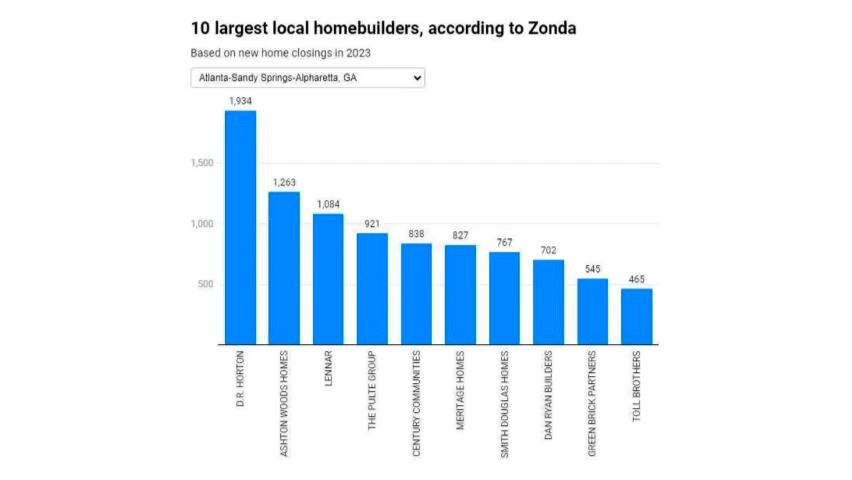 10 largest local homebuilders, according to Zonda
Based on new home closings in 2023
Atlanta-Sandy Springs-Alpharetta, GA
1,934
1,500
1,263
1,084
1,000
921
838
827
767
702
545
500
465
D.R. HORTON
ASHTON WOODS HOMES
LENNAR
THE PULTE GROUP
CENTURY COMMUNITIES
MERITAGE HOMES
SMITH DOUGLAS HOMES
DAN RYAN BUILDERS
GREEN BRICK PARTNERS
TOLL BROTHERS